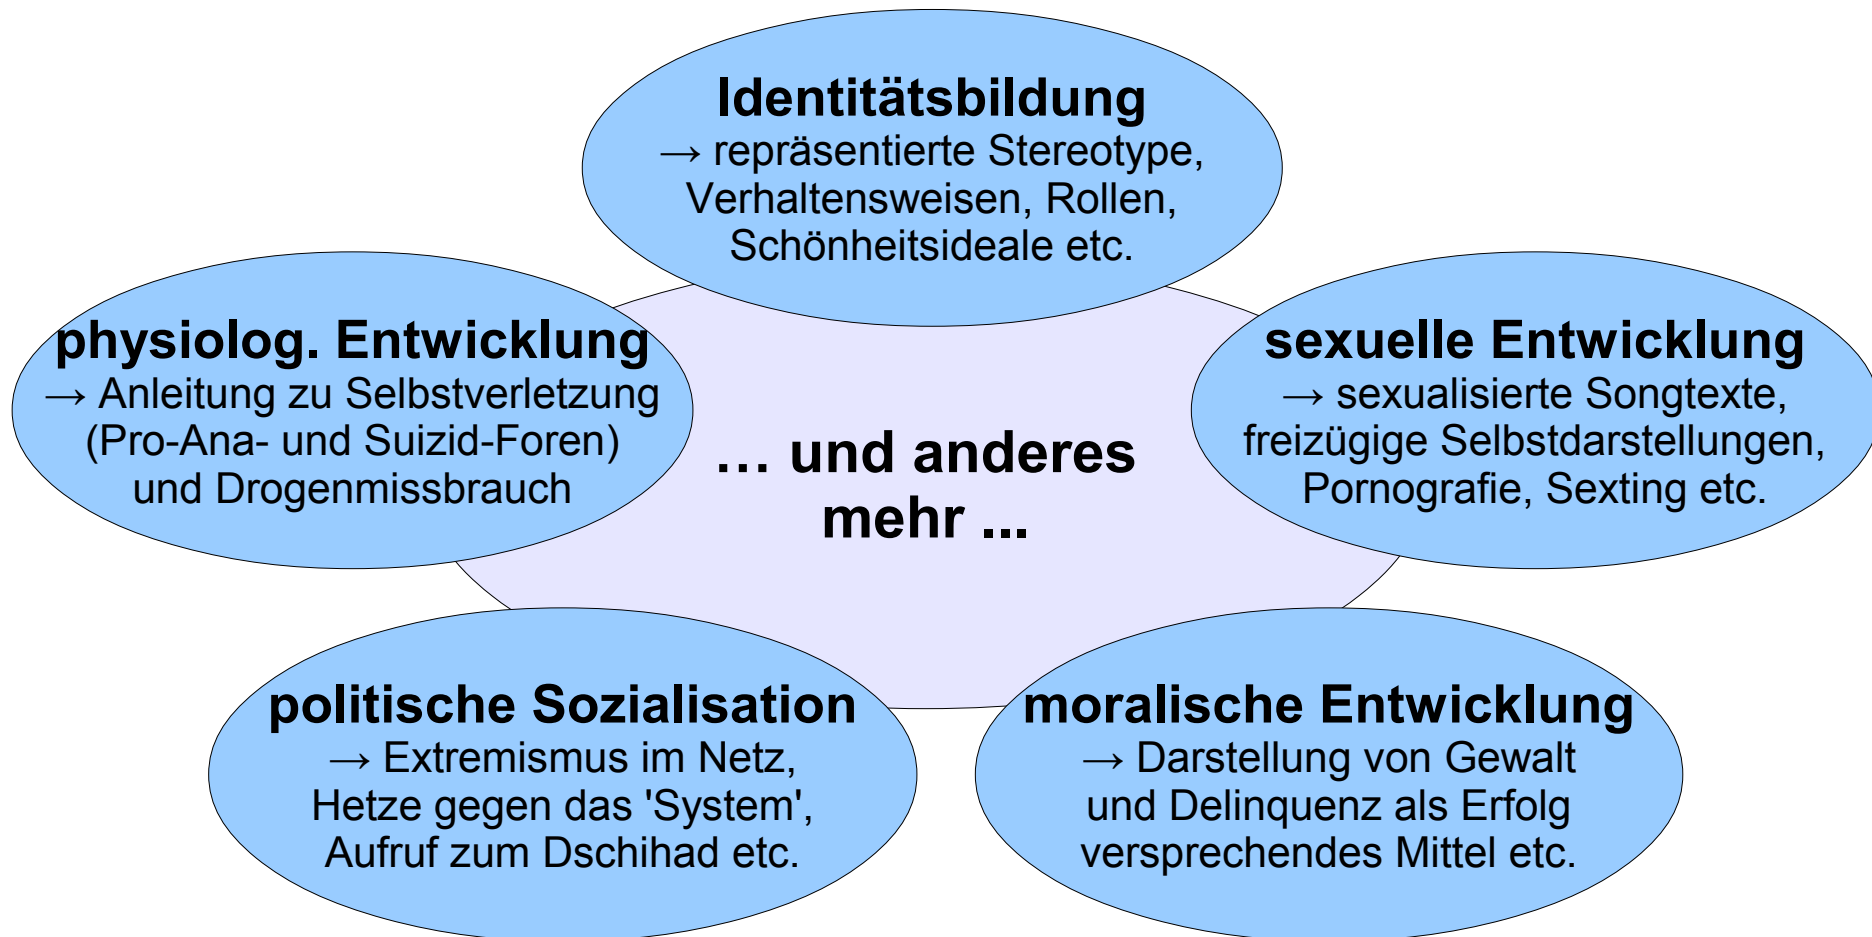 Identitätsbildung
→ repräsentierte Stereotype,
Verhaltensweisen, Rollen,
Schönheitsideale etc.
physiolog. Entwicklung
→ Anleitung zu Selbstverletzung
(Pro-Ana- und Suizid-Foren)
und Drogenmissbrauch
sexuelle Entwicklung
→ sexualisierte Songtexte,
freizügige Selbstdarstellungen,
Pornografie, Sexting etc.
… und anderes
mehr ...
politische Sozialisation
→ Extremismus im Netz,
Hetze gegen das 'System',
Aufruf zum Dschihad etc.
moralische Entwicklung
→ Darstellung von Gewalt
und Delinquenz als Erfolg
versprechendes Mittel etc.